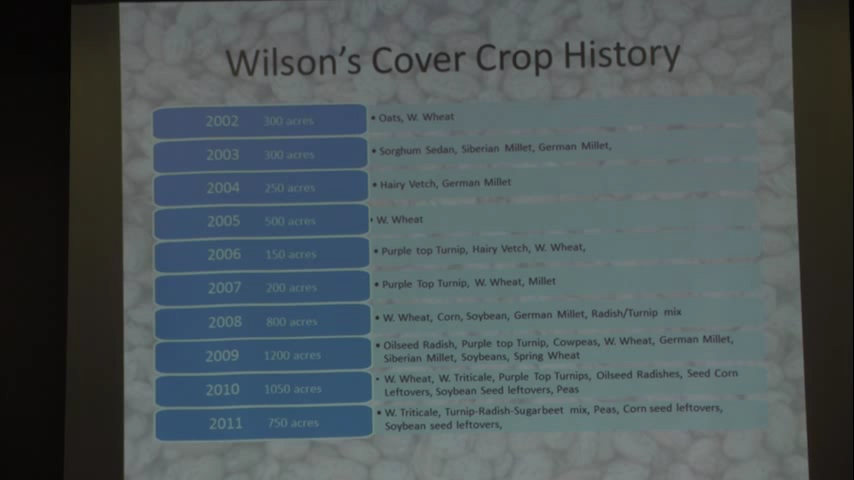 Wilson's Cover Crop History
2002 300 acres • Oats, W. Wheat
2003 300 acres • Sorghum Sedan, Siberian Millet, German Millet,
2004 250 acres • Hairy Vetch, German Millet
2005 500 acres • W. Wheat
2006 150 acres • Purple top Turnip, Hairy Vetch, W. Wheat,
2007 200 acres • Purple Top Turnip, W. Wheat, Millet
2008 800 acres • W. Wheat, Corn, Soybean, German Millet, Radish/Turnip mix
2009 1200 acres • Oilseed Radish, Purple top Turnip, Cowpeas, W. Wheat, German Millet,
Siberian Millet, Soybeans, Spring Wheat
2010 1050 acres • W. Wheat, W. Triticale, Purple Top Turnips, Oilseed Radishes, Seed Corn
Leftovers, Soybean Seed leftovers, Peas
2011 750 acres • W. Triticale, Turnip-Radish-Sugarbeet mix, Peas, Corn seed leftovers,
Soybean seed leftovers,